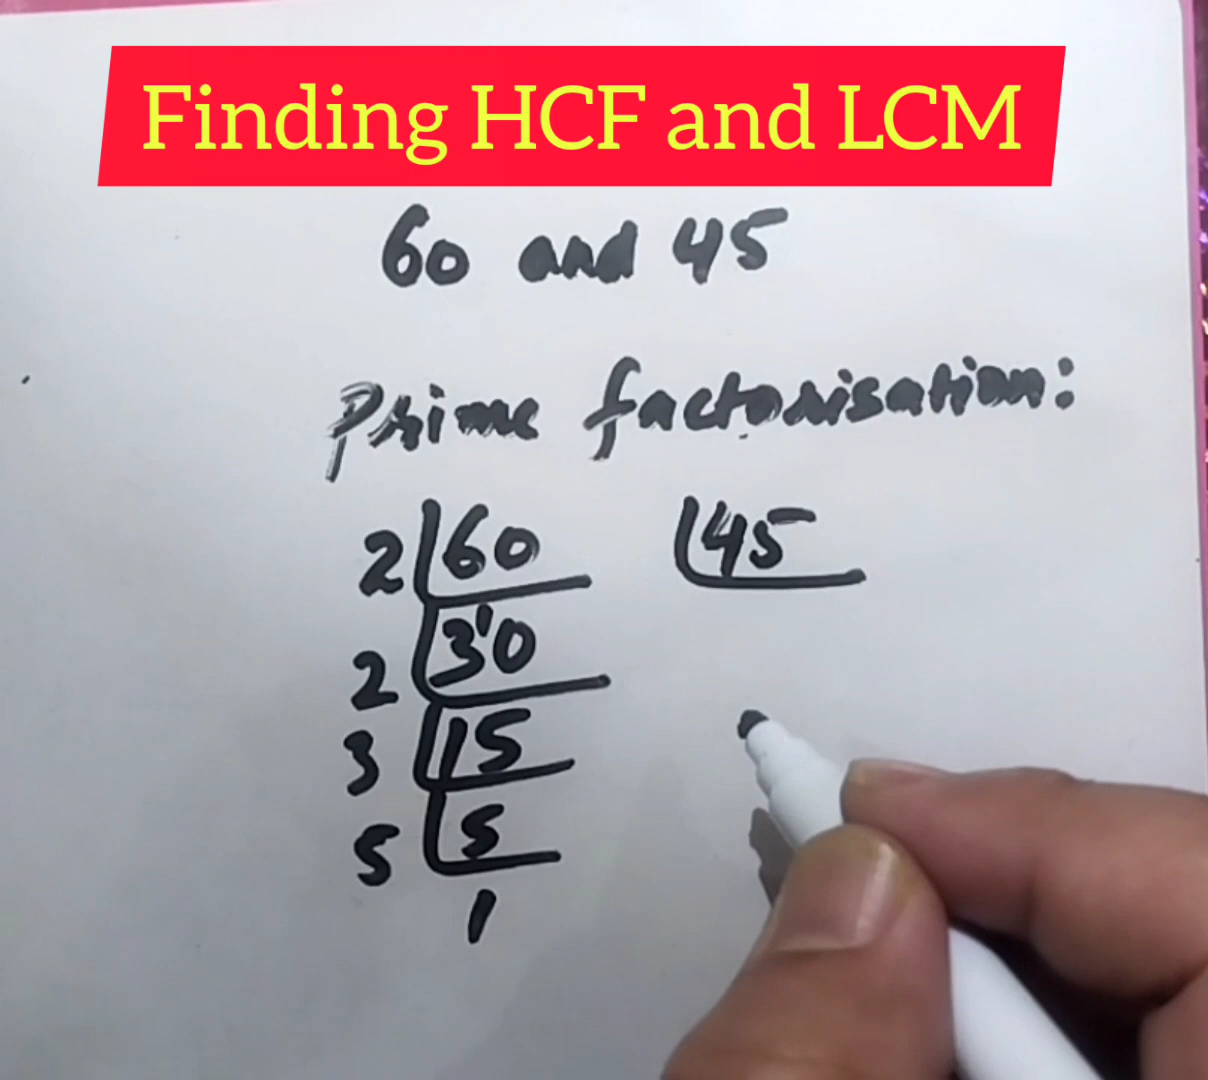 Finding HCF and LCM
60 and 45
Prime factorisation:
2 60 45
2 30
3 15
5 5
1